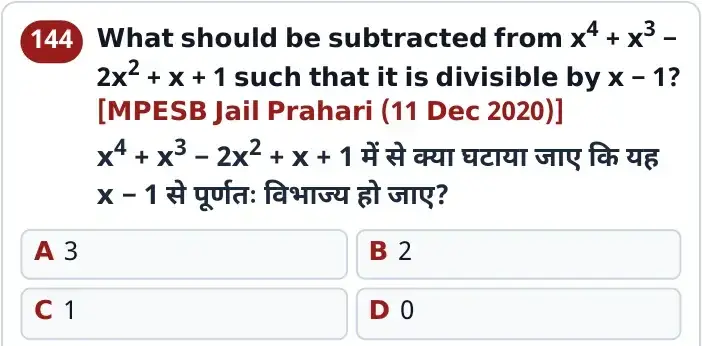 144 What should be subtracted from x⁴ + x³ –
2x² + x + 1 such that it is divisible by x – 1?
[MPESB Jail Prahari (11 Dec 2020)]
x⁴ + x³ – 2x² + x + 1 में से क्या घटाया जाए कि यह
x – 1 से पूर्णतः विभाज्य हो जाए?
A 3
B 2
C 1
D 0